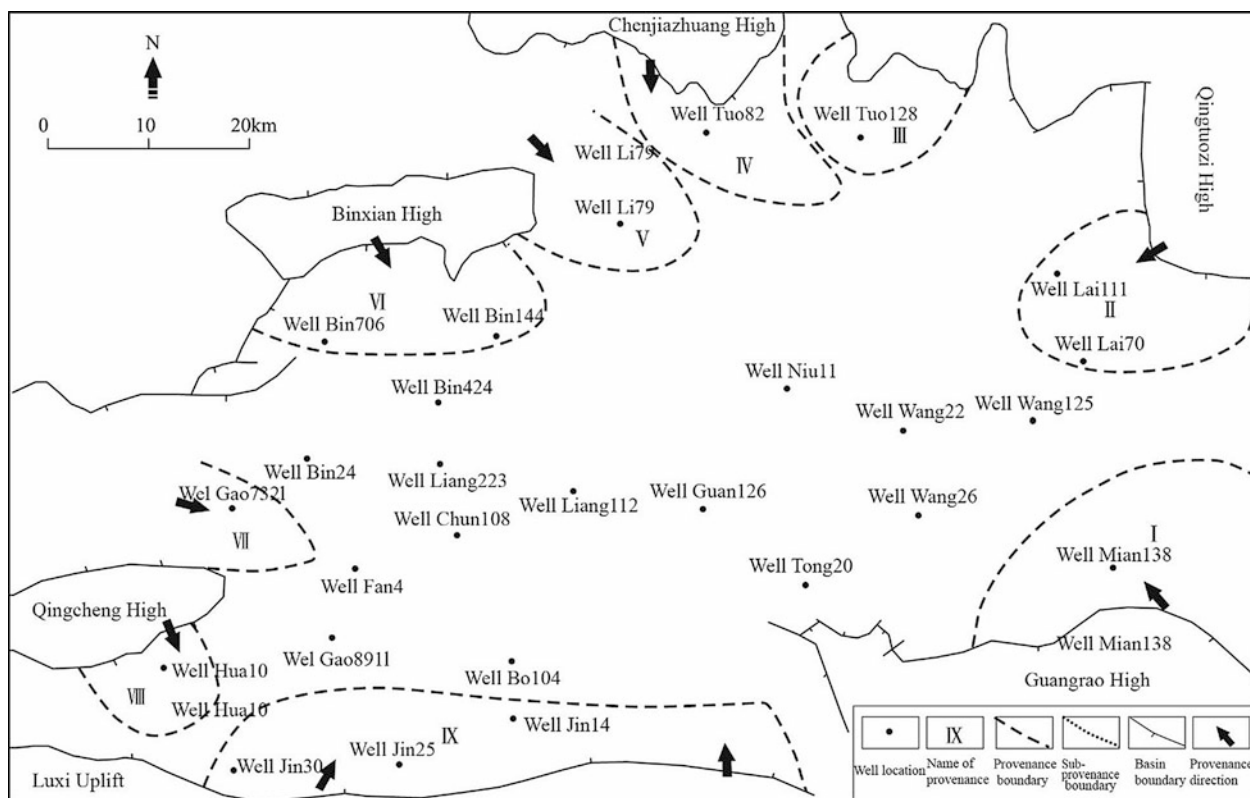 Chenjiazhuang High
N
0 10 20km
Well Tuo82
Well Tuo128
III
Qingtuozi High
Well Li79
IV
Binxian High
Well Li79
V
VI
Well Lai111
II
Well Bin706
Well Bin144
Well Lai70
Well Niu11
Well Bin424
Well Wang22
Well Wang125
Well Bin24
Well Liang223
Wel Gao732l
Well Liang112
Well Guan126
Well Wang26
VII
Well Chun108
I
Well Mian138
Well Fan4
Well Tong20
Qingcheng High
Wel Gao891l
Well Mian138
Well Hua10
Well Bo104
Guangrao High
VIII
Well Hua10
Well Jin14
IX
Well Jin25
Well Jin30
Luxi Uplift
IX
Well location
Name of
provenance
Provenance
boundary
Sub-
provenance
boundary
Basin
boundary
Provenance
direction